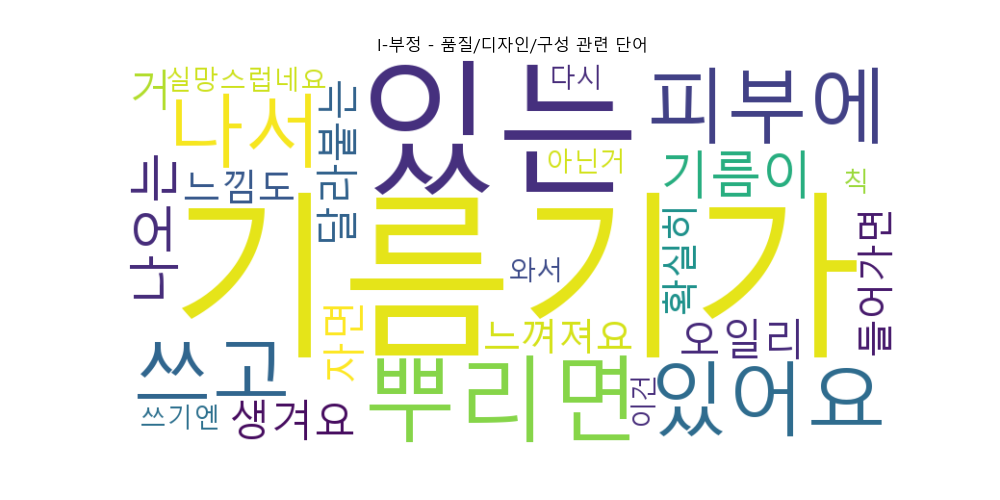 I-부정 - 품질/디자인/구성 관련 단어
거
실망스럽네요
나서
달라붙는
있는
다시
피부에
아닌거
기름이
칙
나오는
느낌도
기름기가
와서
확실히
들어가면
자면
느껴져요
오일리
쓰고
뿌리면
이건
있어요
쓰기엔
생겨요